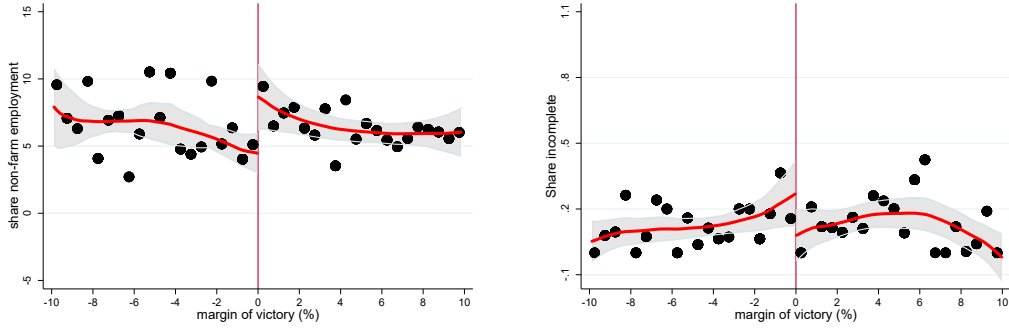 share non-farm employment
15
10
5
0
-5
-10 -8 -6 -4 -2 0 2 4 6 8 10
margin of victory (%)
Share incomplete
1.1
.8
.5
.2
-.1
-10 -8 -6 -4 -2 0 2 4 6 8 10
margin of victory (%)